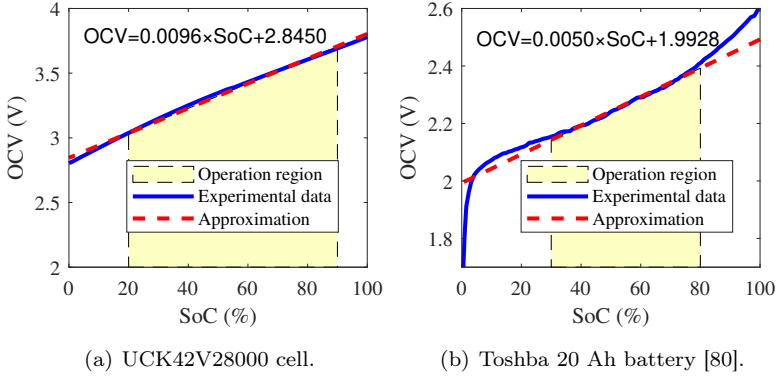 OCV=0.0096×SoC+2.8450
OCV (V)
4
3.5
3
2.5
2
Operation region
Experimental data
Approximation
0 20 40 60 80 100
SoC (%)
(a) UCK42V28000 cell.
OCV=0.0050×SoC+1.9928
OCV (V)
2.6
2.4
2.2
2
1.8
Operation region
Experimental data
Approximation
0 20 40 60 80 100
SoC (%)
(b) Toshba 20 Ah battery [80].